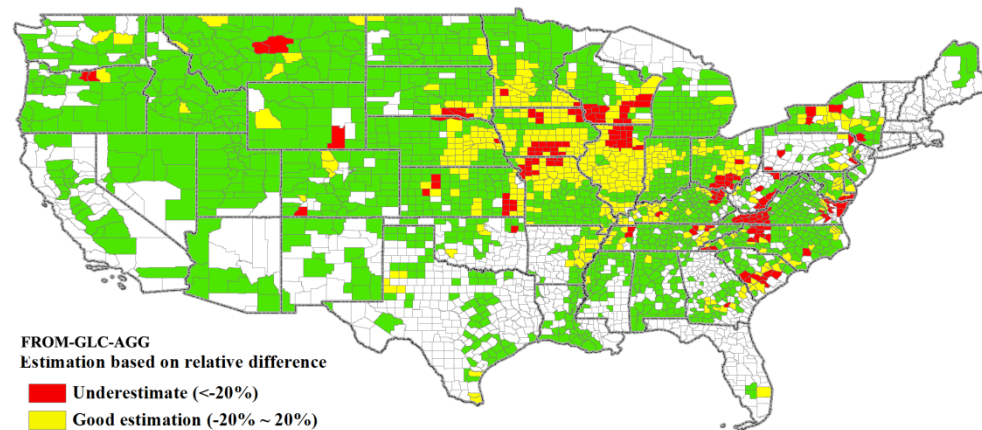 FROM-GLC-AGG
Estimation based on relative difference
Underestimate (<-20%)
Good estimation (-20% ~ 20%)